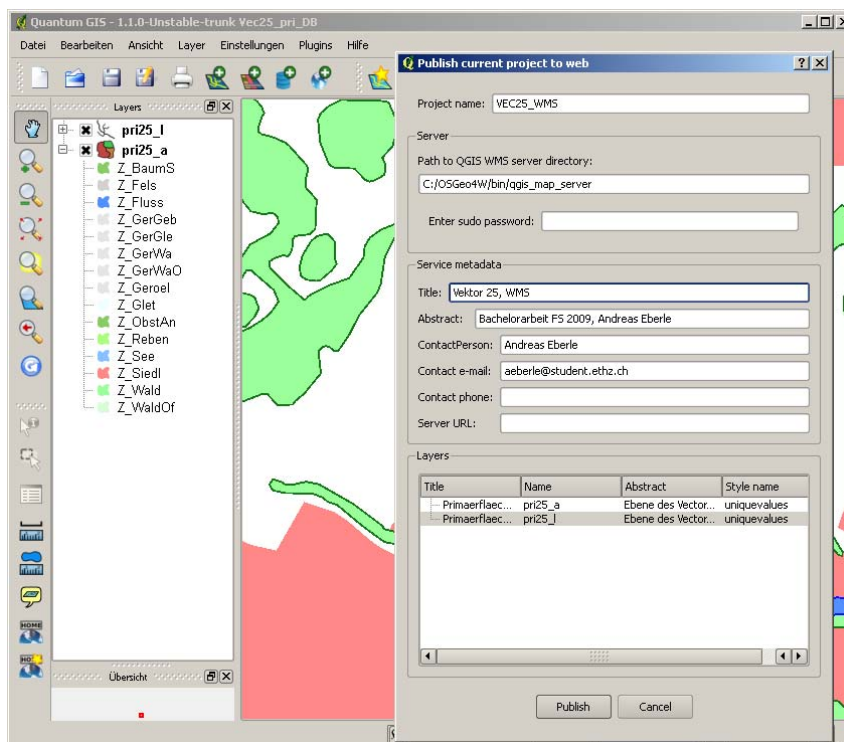 Quantum GIS - 1.1.0-Unstable-trunk Vec25_pri_DB
Datei Bearbeiten Ansicht Layer Einstellungen Plugins Hilfe
Layers
pri25_l
pri25_a
Z_BaumS
Z_Fels
Z_Fluss
Z_GerGeb
Z_GerGle
Z_GerWa
Z_GerWaO
Z_Geroel
Z_Glet
Z_ObstAn
Z_Reben
Z_See
Z_Siedl
Z_Wald
Z_WaldOf
HOME
Übersicht
Publish current project to web
Project name: VEC25_WMS
Server
Path to QGIS WMS server directory:
C:/OSGeo4W/bin/qgis_map_server
Enter sudo password:
Service metadata
Title: Vektor 25, WMS
Abstract: Bachelorarbeit FS 2009, Andreas Eberle
ContactPerson: Andreas Eberle
Contact e-mail: aeberle@student.ethz.ch
Contact phone:
Server URL:
Layers
Title Name Abstract Style name
Primaerflaec... pri25_a Ebene des Vector... uniquevalues
Primaerflaec... pri25_l Ebene des Vector... uniquevalues
Publish Cancel